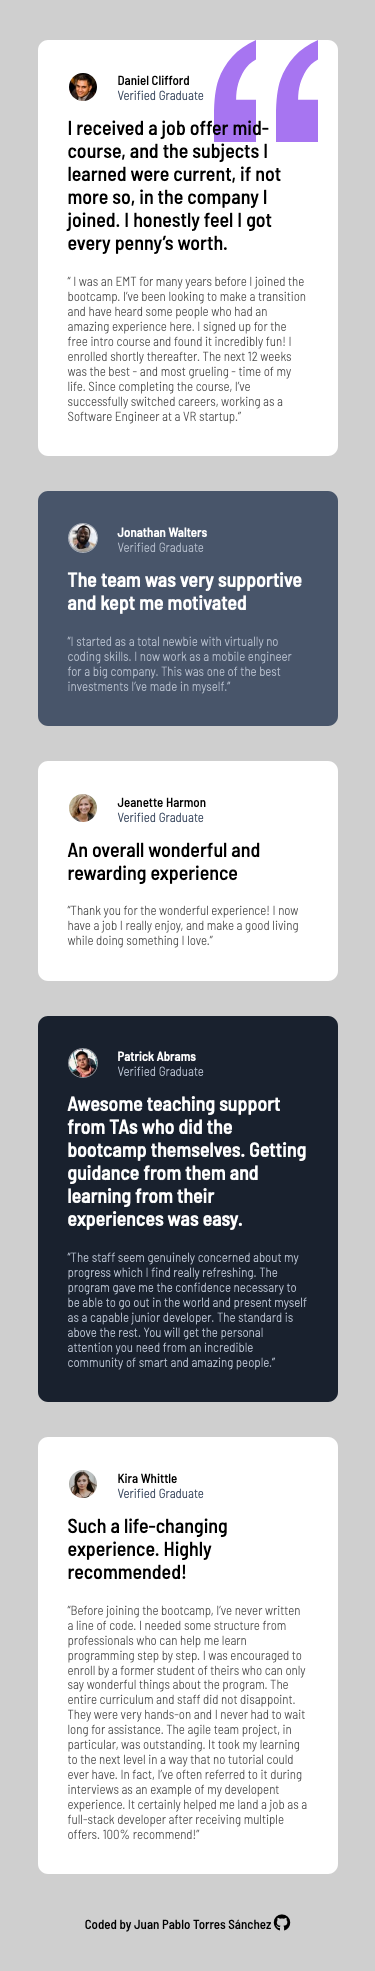 Daniel Clifford
Verified Graduate
I received a job offer mid-
course, and the subjects I
learned were current, if not
more so, in the company I
joined. I honestly feel I got
every penny’s worth.
“ I was an EMT for many years before I joined the
bootcamp. I’ve been looking to make a transition
and have heard some people who had an
amazing experience here. I signed up for the
free intro course and found it incredibly fun! I
enrolled shortly thereafter. The next 12 weeks
was the best - and most grueling - time of my
life. Since completing the course, I’ve
successfully switched careers, working as a
Software Engineer at a VR startup.”
Jonathan Walters
Verified Graduate
The team was very supportive
and kept me motivated
“I started as a total newbie with virtually no
coding skills. I now work as a mobile engineer
for a big company. This was one of the best
investments I’ve made in myself.”
Jeanette Harmon
Verified Graduate
An overall wonderful and
rewarding experience
“Thank you for the wonderful experience! I now
have a job I really enjoy, and make a good living
while doing something I love.”
Patrick Abrams
Verified Graduate
Awesome teaching support
from TAs who did the
bootcamp themselves. Getting
guidance from them and
learning from their
experiences was easy.
“The staff seem genuinely concerned about my
progress which I find really refreshing. The
program gave me the confidence necessary to
be able to go out in the world and present myself
as a capable junior developer. The standard is
above the rest. You will get the personal
attention you need from an incredible
community of smart and amazing people.”
Kira Whittle
Verified Graduate
Such a life-changing
experience. Highly
recommended!
“Before joining the bootcamp, I’ve never written
a line of code. I needed some structure from
professionals who can help me learn
programming step by step. I was encouraged to
enroll by a former student of theirs who can only
say wonderful things about the program. The
entire curriculum and staff did not disappoint.
They were very hands-on and I never had to wait
long for assistance. The agile team project, in
particular, was outstanding. It took my learning
to the next level in a way that no tutorial could
ever have. In fact, I’ve often referred to it during
interviews as an example of my developent
experience. It certainly helped me land a job as a
full-stack developer after receiving multiple
offers. 100% recommend!”
Coded by Juan Pablo Torres Sánchez